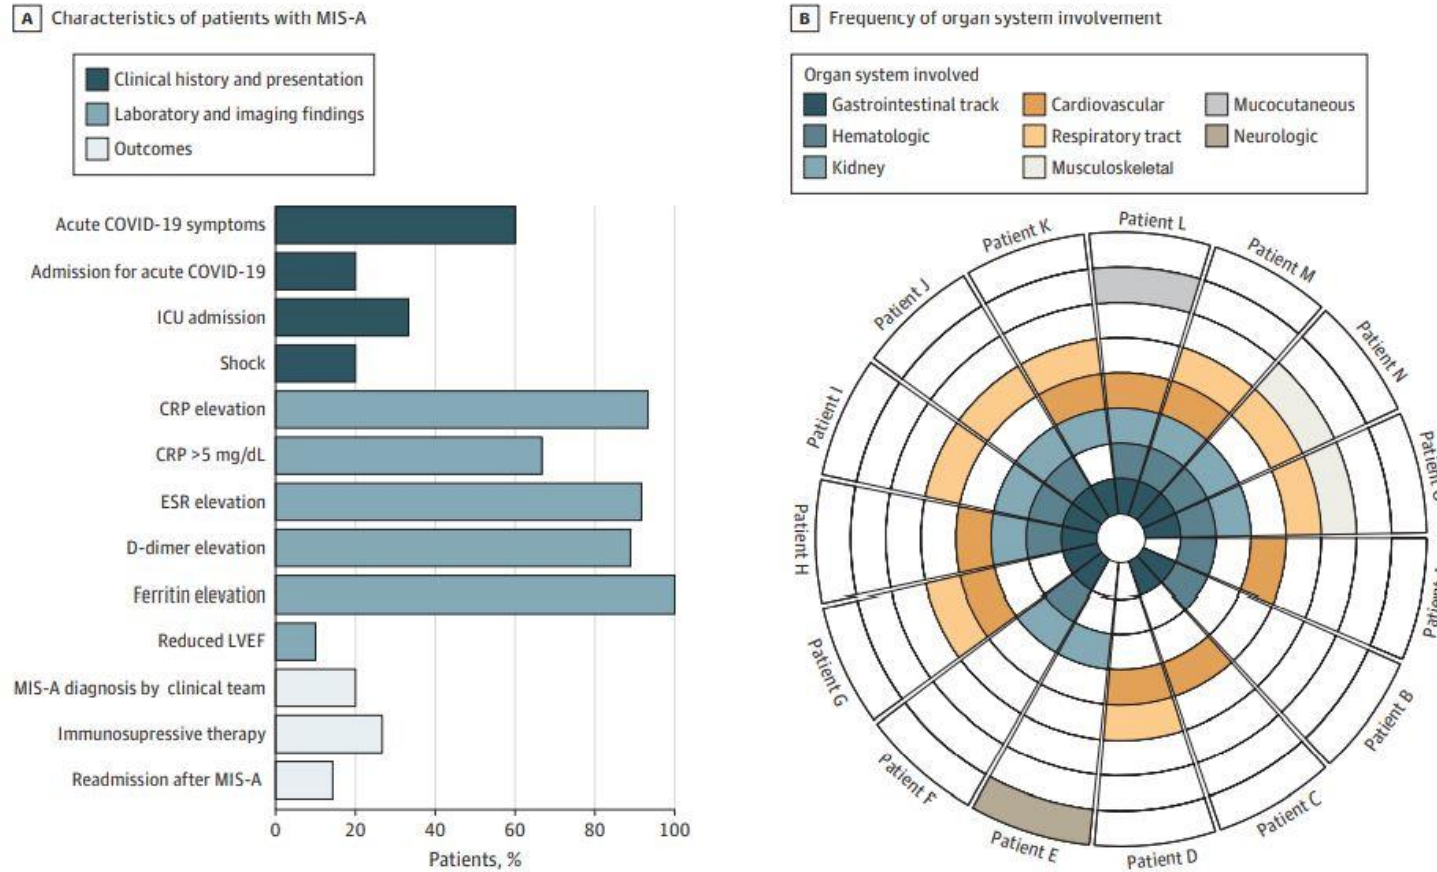 A Characteristics of patients with MIS-A
Clinical history and presentation
Laboratory and imaging findings
Outcomes
Acute COVID-19 symptoms
Admission for acute COVID-19
ICU admission
Shock
CRP elevation
CRP >5 mg/dL
ESR elevation
D-dimer elevation
Ferritin elevation
Reduced LVEF
MIS-A diagnosis by clinical team
Immunosupressive therapy
Readmission after MIS-A
0 20 40 60 80 100
Patients, %
B Frequency of organ system involvement
Organ system involved
Gastrointestinal track
Cardiovascular
Mucocutaneous
Hematologic
Respiratory tract
Neurologic
Kidney
Musculoskeletal
Patient L
Patient M
Patient N
Patient
Patient
Patient B
Patient C
Patient D
Patient E
Patient F
Patient G
Patient H
Patient I
Patient J
Patient K